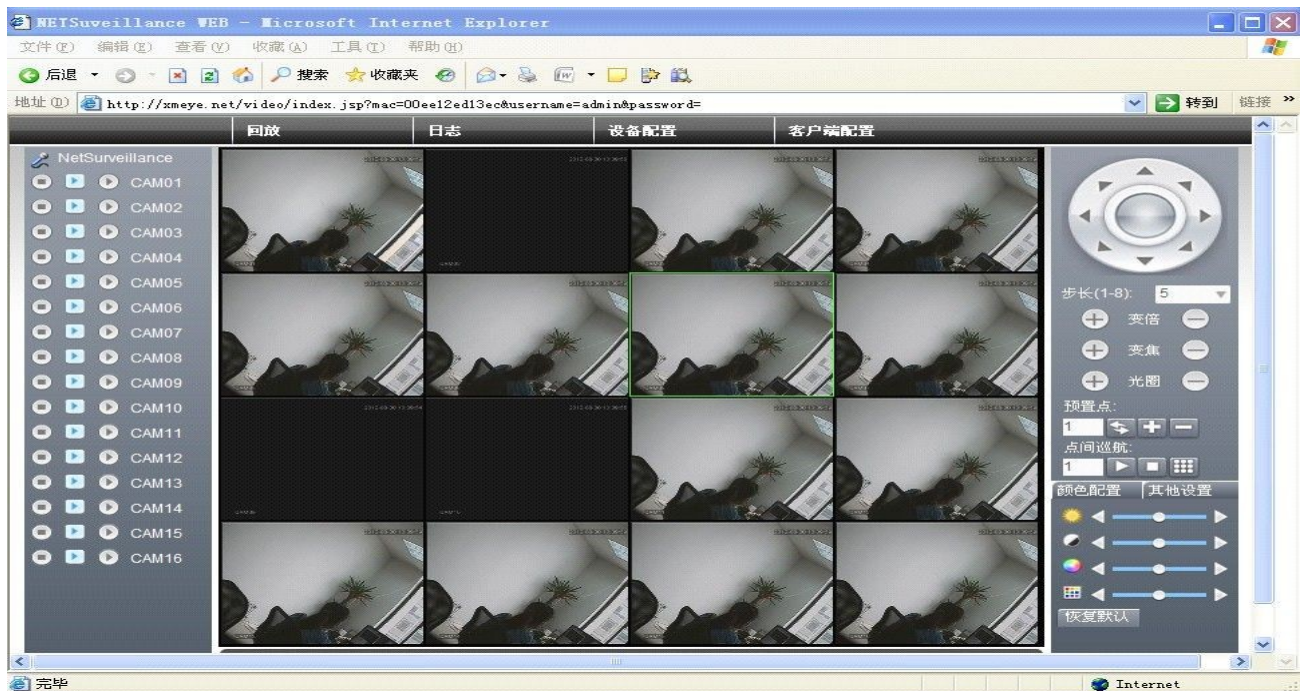 NETSuveillance WEB - Microsoft Internet Explorer
文件(F) 编辑(E) 查看(V) 收藏(A) 工具(T) 帮助(H)
后退 搜索 收藏夹
地址(D) http://xmeye.net/video/index.jsp?mac=00ee12ed13ec&username=admin&password= 转到 链接 »
回放 日志 设备配置 客户端配置
NetSurveillance
CAM01
CAM02
CAM03
CAM04
CAM05
CAM06
CAM07
CAM08
CAM09
CAM10
CAM11
CAM12
CAM13
CAM14
CAM15
CAM16
步长(1-8): 5
变倍
变焦
光圈
预置点:
1
点间巡航:
1
颜色配置 其他设置
恢复默认
完毕 Internet